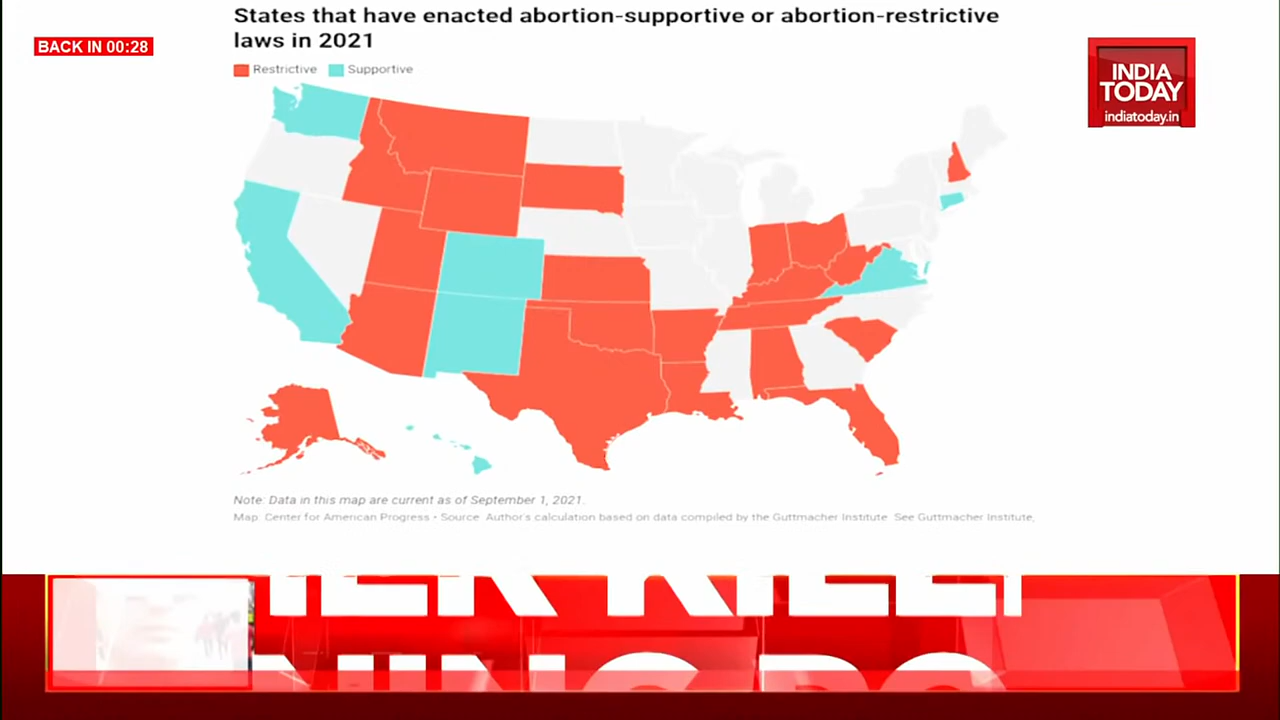 States that have enacted abortion-supportive or abortion-restrictive
laws in 2021
BACK IN 00:28
INDIA
TODAY
indiatoday.in
Restrictive Supportive
Note: Data in this map are current as of September 1, 2021.
Map: Center for American Progress • Source: Author's calculation based on data compiled by the Guttmacher Institute. See Guttmacher Institute,